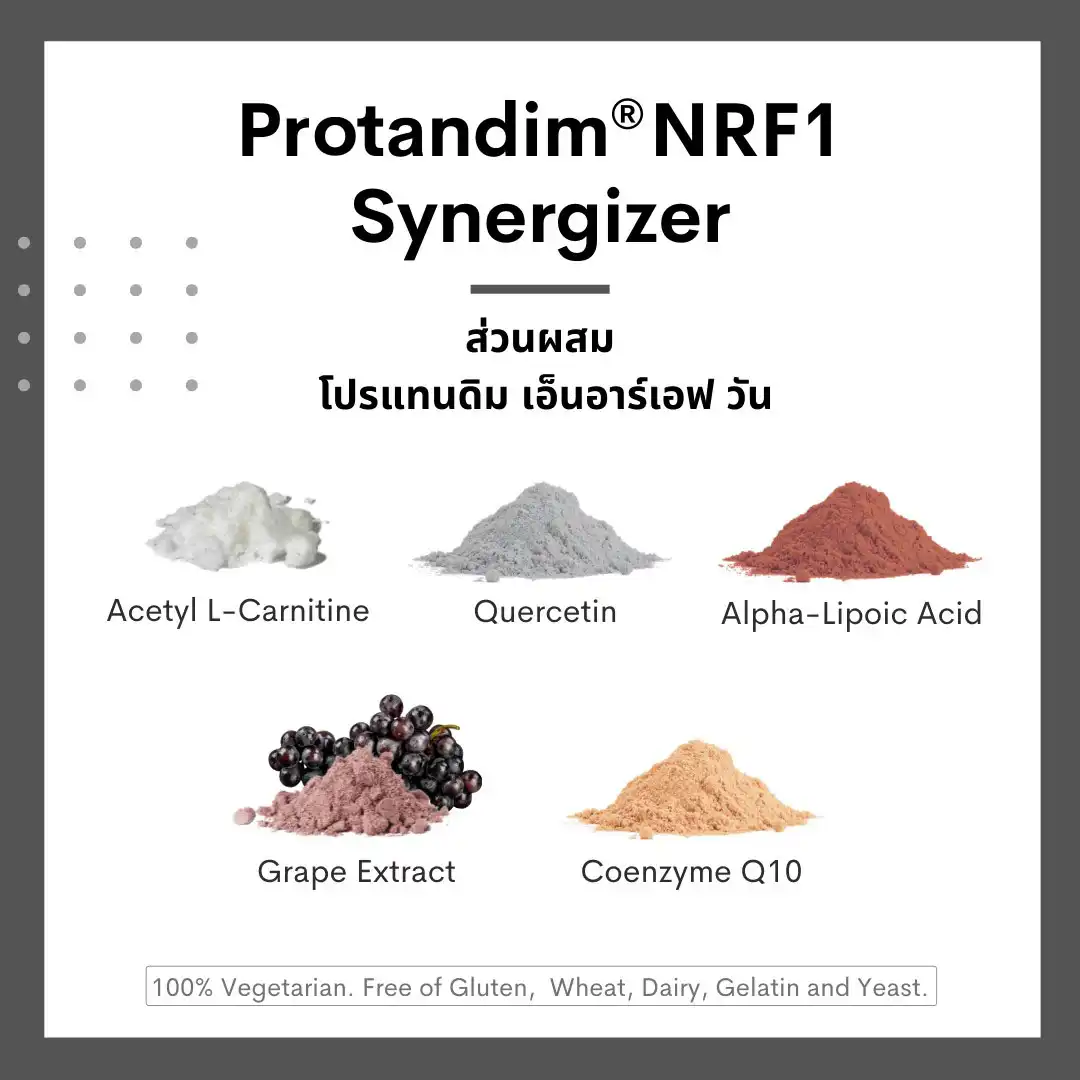 Protandim® NRF1
Synergizer
ส่วนผสม
โปรแทนดิม เอ็นอาร์เอฟ วัน
Acetyl L-Carnitine
Quercetin
Alpha-Lipoic Acid
Grape Extract
Coenzyme Q10
100% Vegetarian. Free of Gluten, Wheat, Dairy, Gelatin and Yeast.